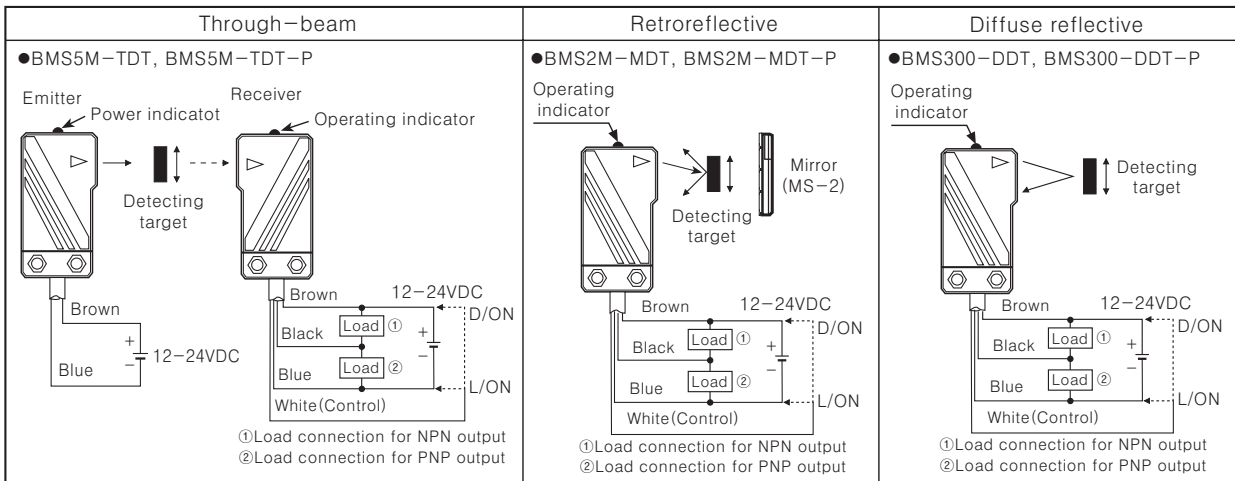 Through-beam
●BMS5M-TDT, BMS5M-TDT-P
Emitter
Power indicatot
Receiver
Operating indicator
Detecting
target
Brown
+
12-24VDC
-
Blue
Brown
12-24VDC
D/ON
Load ①
Black
+
-
Load ②
Blue
L/ON
White(Control)
①Load connection for NPN output
②Load connection for PNP output
Retroreflective
●BMS2M-MDT, BMS2M-MDT-P
Operating
indicator
Mirror
(MS-2)
Detecting
target
Brown
12-24VDC
D/ON
Load ①
Black
+
-
Load ②
Blue
L/ON
White(Control)
①Load connection for NPN output
②Load connection for PNP output
Diffuse reflective
●BMS300-DDT, BMS300-DDT-P
Operating
indicator
Detecting
target
Brown
12-24VDC
D/ON
Load ①
Black
+
-
Load ②
Blue
L/ON
White(Control)
①Load connection for NPN output
②Load connection for PNP output